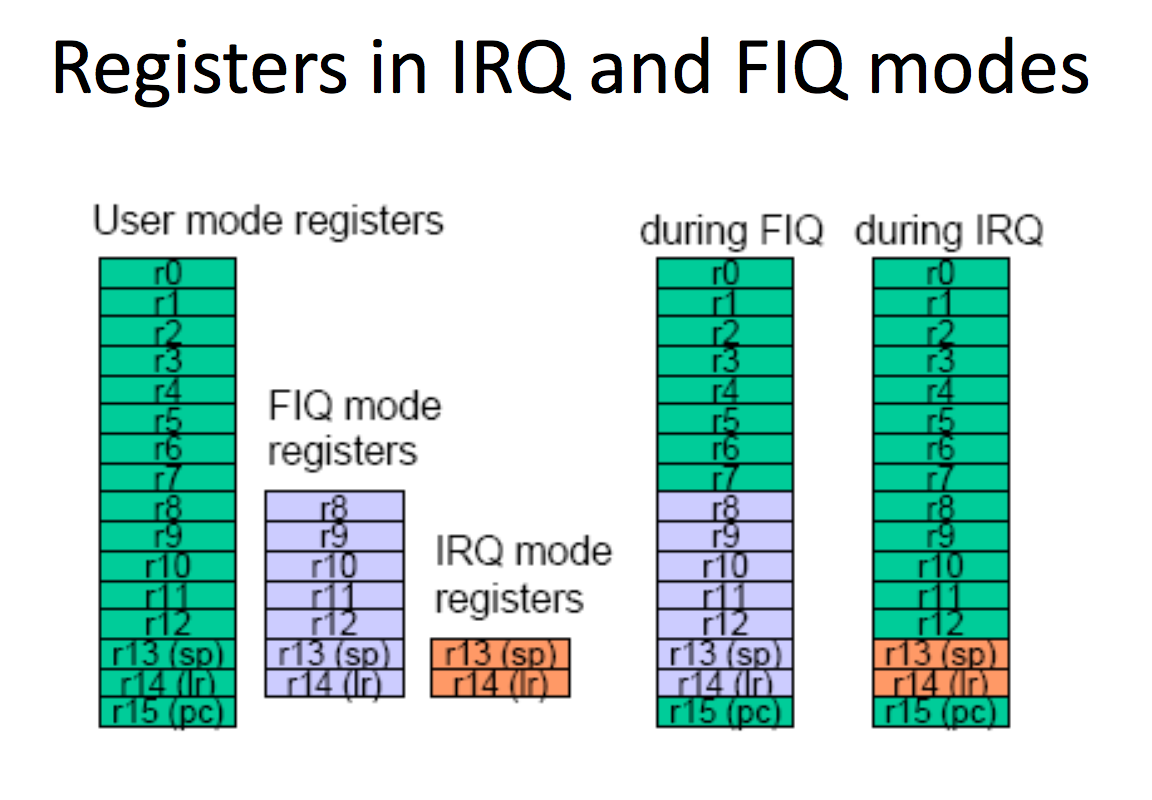 Registers in IRQ and FIQ modes
User mode registers
r0
r1
r2
r3
r4
r5
r6
r7
r8
r9
r10
r11
r12
r13 (sp)
r14 (lr)
r15 (pc)
FIQ mode
registers
r8
r9
r10
r11
r12
r13 (sp)
r14 (lr)
IRQ mode
registers
r13 (sp)
r14 (lr)
during FIQ
r0
r1
r2
r3
r4
r5
r6
r7
r8
r9
r10
r11
r12
r13 (sp)
r14 (lr)
r15 (pc)
during IRQ
r0
r1
r2
r3
r4
r5
r6
r7
r8
r9
r10
r11
r12
r13 (sp)
r14 (lr)
r15 (pc)